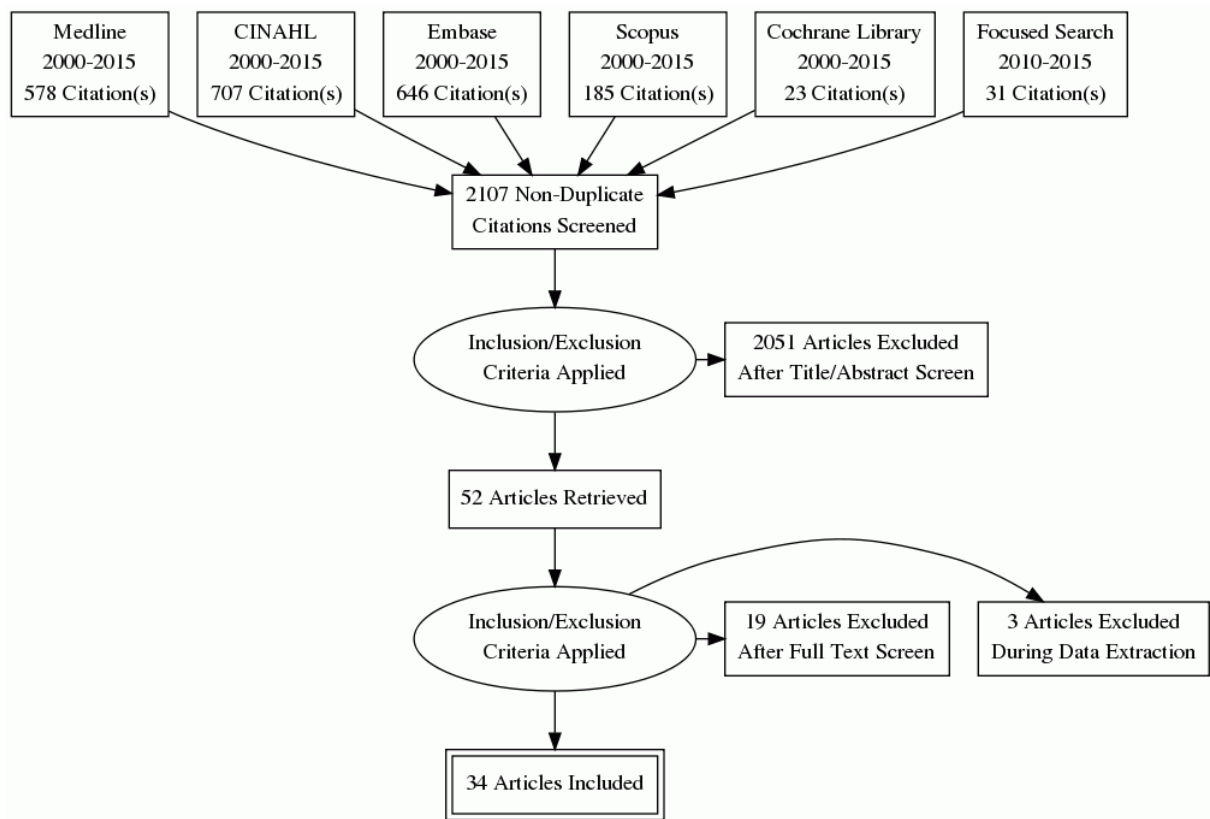 Medline
2000-2015
578 Citation(s)
CINAHL
2000-2015
707 Citation(s)
Embase
2000-2015
646 Citation(s)
Scopus
2000-2015
185 Citation(s)
Cochrane Library
2000-2015
23 Citation(s)
Focused Search
2010-2015
31 Citation(s)
2107 Non-Duplicate
Citations Screened
Inclusion/Exclusion
Criteria Applied
2051 Articles Excluded
After Title/Abstract Screen
52 Articles Retrieved
Inclusion/Exclusion
Criteria Applied
19 Articles Excluded
After Full Text Screen
3 Articles Excluded
During Data Extraction
34 Articles Included